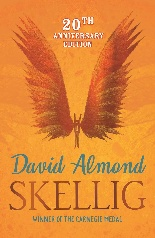 20TH
ANNIVERSARY
EDITION
David Almond
SKELLIG
WINNER OF THE CARNEGIE MEDAL